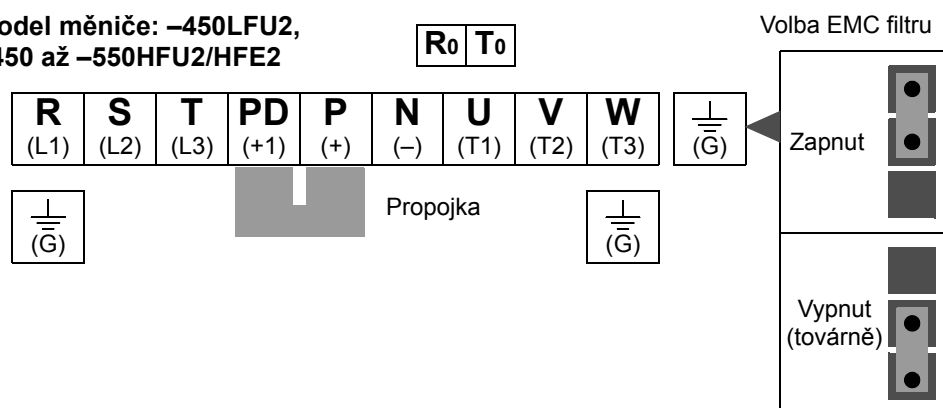 odel měniče: –450LFU2,
450 až –550HFU2/HFE2
R0 T0
Volba EMC filtru
R S T PD P N U V W
(L1) (L2) (L3) (+1) (+) (–) (T1) (T2) (T3) (G)
Zapnut
Propojka
(G) (G)
Vypnut
(továrně)